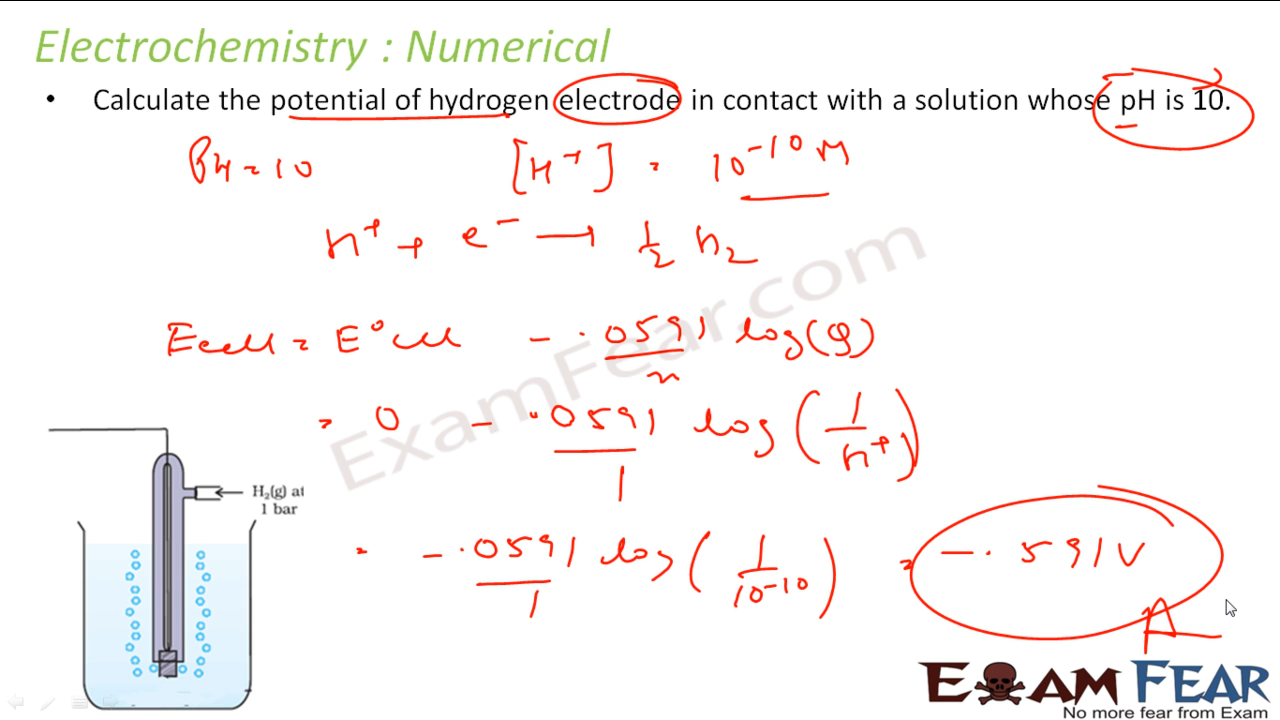 Electrochemistry : Numerical
• Calculate the potential of hydrogen electrode in contact with a solution whose pH is 10.
PH = 10 [H+] = 10^-10 M
H+ + e− → 1/2 H2
Ecell = E°cell − .0591/n log(Q)
= 0 − .0591/1 log(1/H+)
= − .0591/1 log(1/10^-10) = − .591 V
H2(g) at
1 bar
ExamFear.com
EXAM FEAR
No more fear from Exam